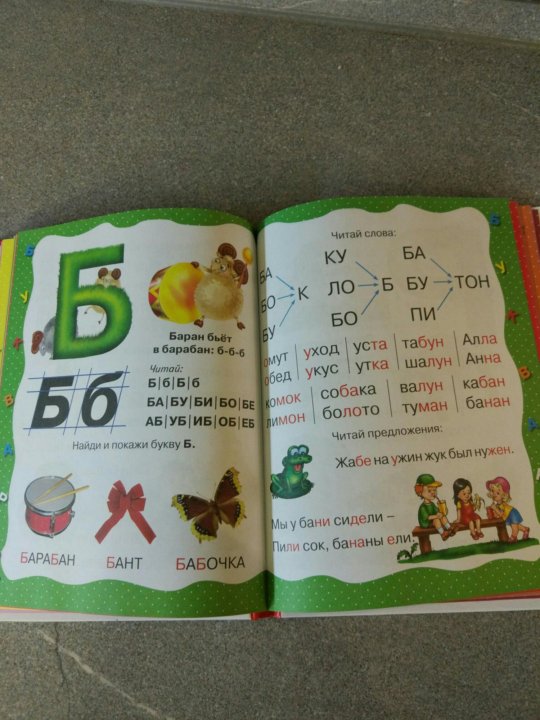 Б
Баран бьёт
в барабан: б-б-б
Бб
Читай:
Б|б|Б|б
БА|БУ|БИ|БО|БЕ
АБ|УБ|ИБ|ОБ|ЕБ
Найди и покажи букву Б.
БАРАБАН БАНТ БАБОЧКА
Читай слова:
КУ БА
БА
ЛО Б БУ ТОН
БО К
БО ПИ
БУ
омут уход уста табун Алла
обед укус утка шалун Анна
комок собака валун кабан
лимон болото туман банан
Читай предложения:
Жабе на ужин жук был нужен.
Мы у бани сидели –
Пили сок, бананы ели.